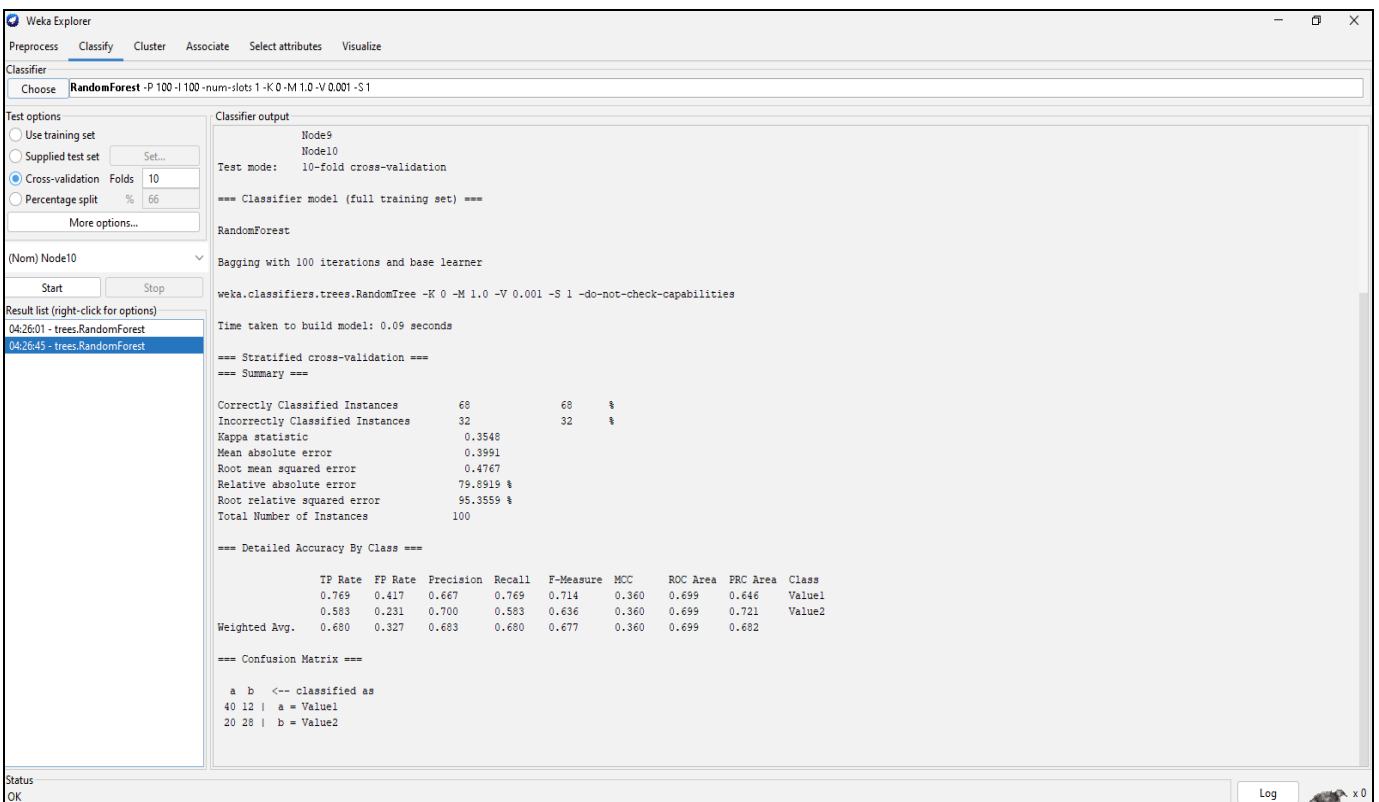 Weka Explorer
Preprocess Classify Cluster Associate Select attributes Visualize
Classifier
Choose RandomForest -P 100 -I 100 -num-slots 1 -K 0 -M 1.0 -V 0.001 -S 1
Test options
Use training set
Supplied test set Set...
Cross-validation Folds 10
Percentage split % 66
More options...
(Nom) Node10
Start Stop
Result list (right-click for options)
04:26:01 - trees.RandomForest
04:26:45 - trees.RandomForest
Classifier output
Node9
Node10
Test mode: 10-fold cross-validation
=== Classifier model (full training set) ===
RandomForest
Bagging with 100 iterations and base learner
weka.classifiers.trees.RandomTree -K 0 -M 1.0 -V 0.001 -S 1 -do-not-check-capabilities
Time taken to build model: 0.09 seconds
=== Stratified cross-validation ===
=== Summary ===
Correctly Classified Instances 68 68 %
Incorrectly Classified Instances 32 32 %
Kappa statistic 0.3548
Mean absolute error 0.3991
Root mean squared error 0.4767
Relative absolute error 79.8919 %
Root relative squared error 95.3559 %
Total Number of Instances 100
=== Detailed Accuracy By Class ===
TP Rate FP Rate Precision Recall F-Measure MCC ROC Area PRC Area Class
0.769 0.417 0.667 0.769 0.714 0.360 0.699 0.646 Value1
0.583 0.231 0.700 0.583 0.636 0.360 0.699 0.721 Value2
Weighted Avg. 0.680 0.327 0.683 0.680 0.677 0.360 0.699 0.682
=== Confusion Matrix ===
a b <-- classified as
40 12 | a = Value1
20 28 | b = Value2
Status
OK
Log x 0